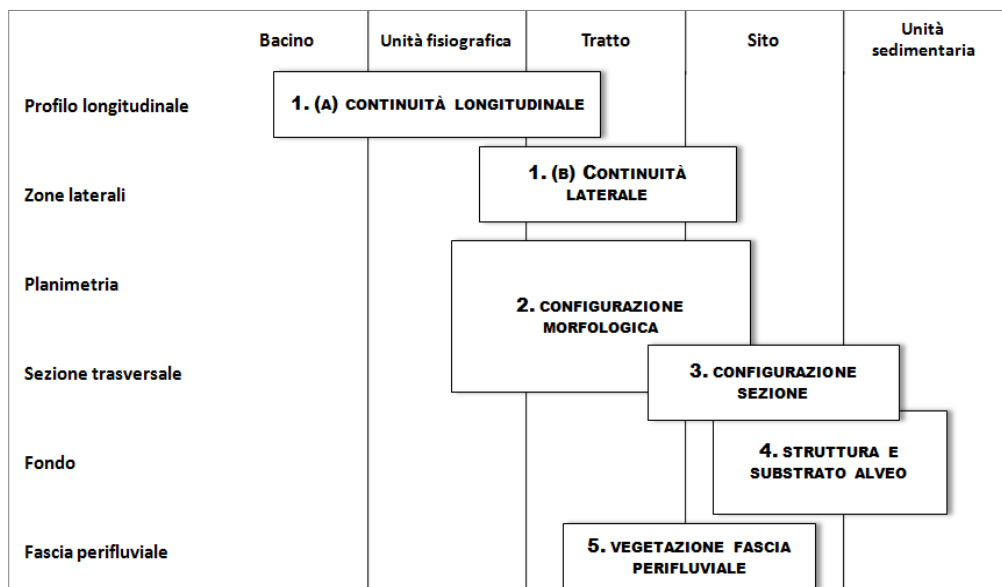 Bacino
Unità fisiografica
Tratto
Sito
Unità
sedimentaria
Profilo longitudinale
1. (A) CONTINUITÀ LONGITUDINALE
Zone laterali
1. (B) CONTINUITÀ
LATERALE
Planimetria
2. CONFIGURAZIONE
MORFOLOGICA
Sezione trasversale
3. CONFIGURAZIONE
SEZIONE
Fondo
4. STRUTTURA E
SUBSTRATO ALVEO
Fascia perifluviale
5. VEGETAZIONE FASCIA
PERIFLUVIALE